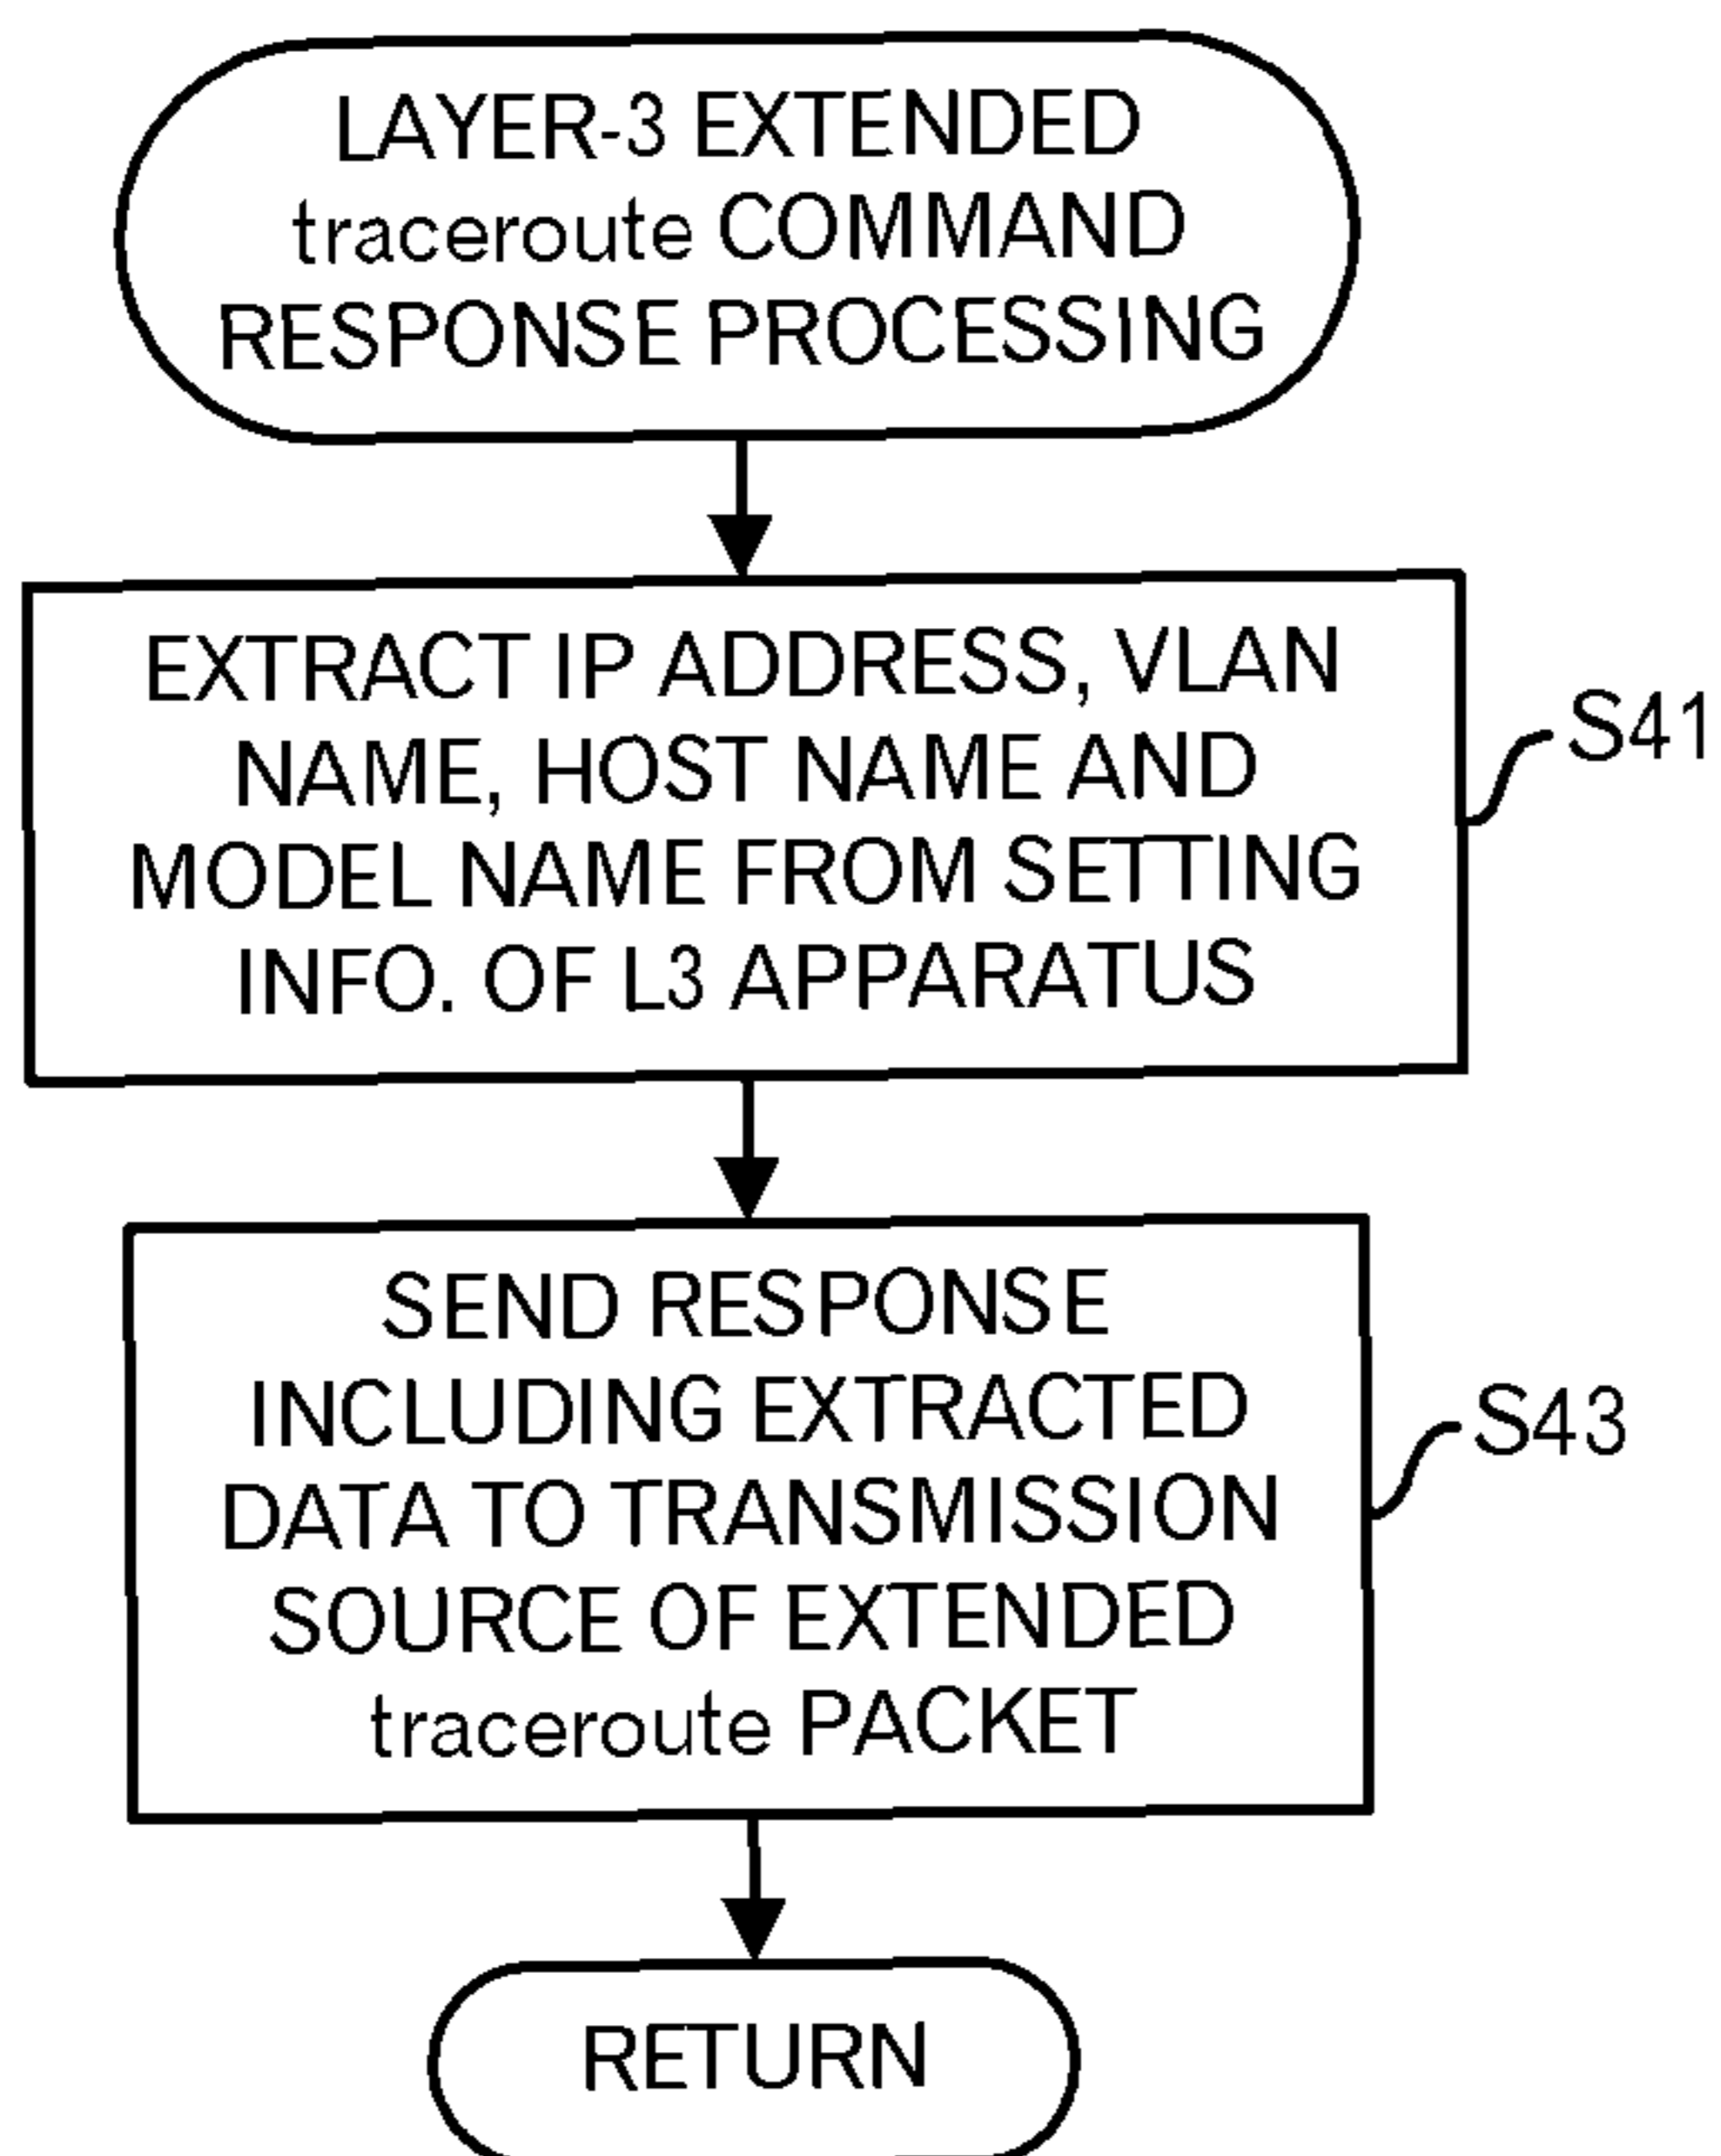 LAYER-3 EXTENDED
traceroute COMMAND
RESPONSE PROCESSING
EXTRACT IP ADDRESS, VLAN
NAME, HOST NAME AND
MODEL NAME FROM SETTING
INFO. OF L3 APPARATUS
S41
SEND RESPONSE
INCLUDING EXTRACTED
DATA TO TRANSMISSION
SOURCE OF EXTENDED
traceroute PACKET
S43
RETURN